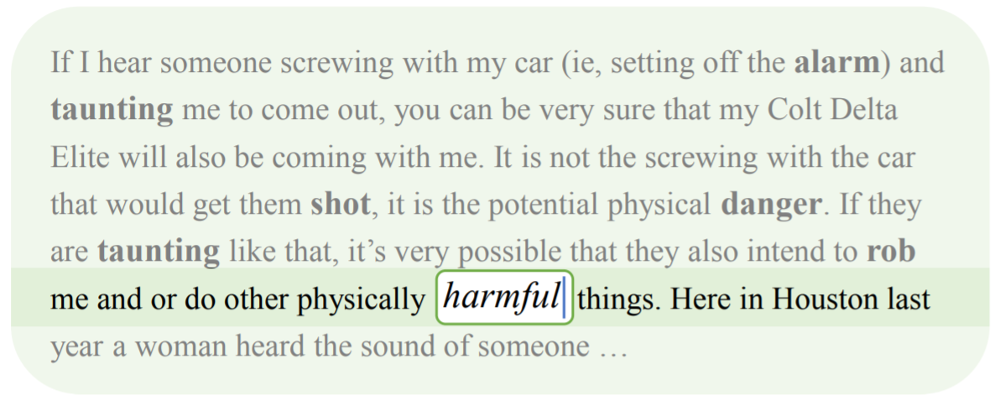 If I hear someone screwing with my car (ie, setting off the alarm) and
taunting me to come out, you can be very sure that my Colt Delta
Elite will also be coming with me. It is not the screwing with the car
that would get them shot, it is the potential physical danger. If they
are taunting like that, it’s very possible that they also intend to rob
me and or do other physically harmful things. Here in Houston last
year a woman heard the sound of someone …